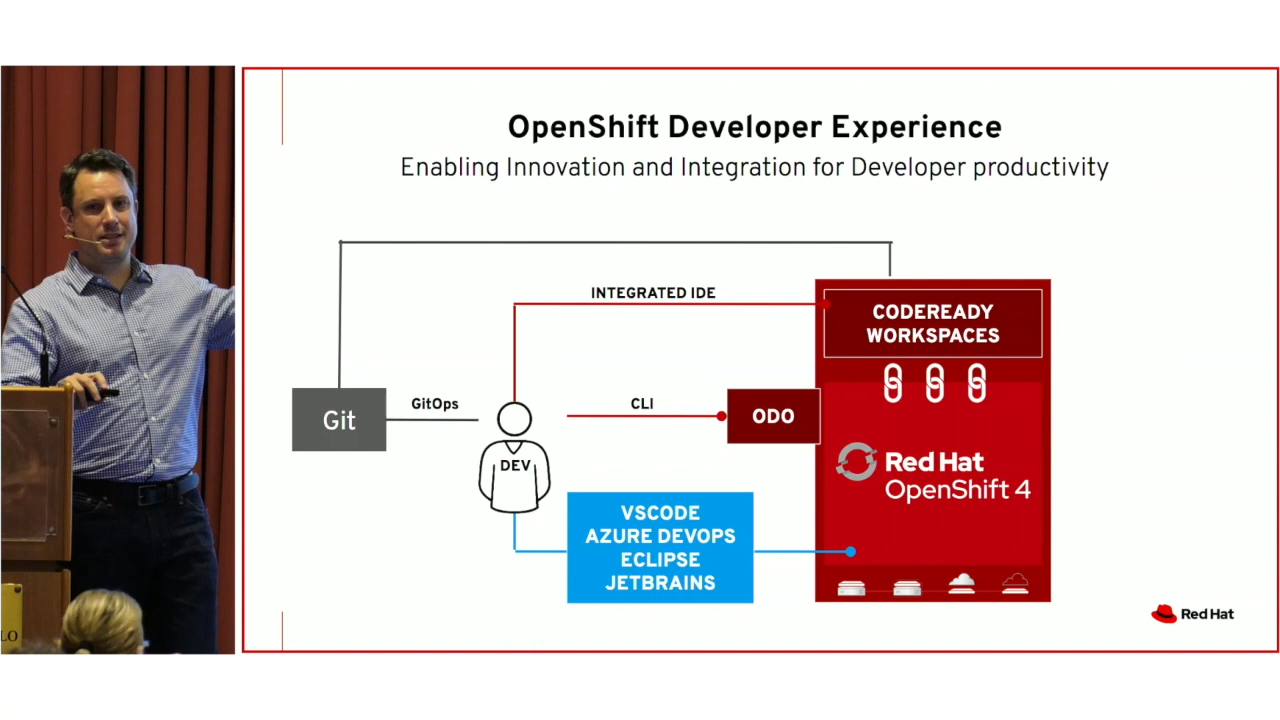 OpenShift Developer Experience
Enabling Innovation and Integration for Developer productivity
INTEGRATED IDE
CODEREADY
WORKSPACES
Git
GitOps
CLI
ODO
DEV
Red Hat
OpenShift 4
VSCODE
AZURE DEVOPS
ECLIPSE
JETBRAINS
Red Hat
LO